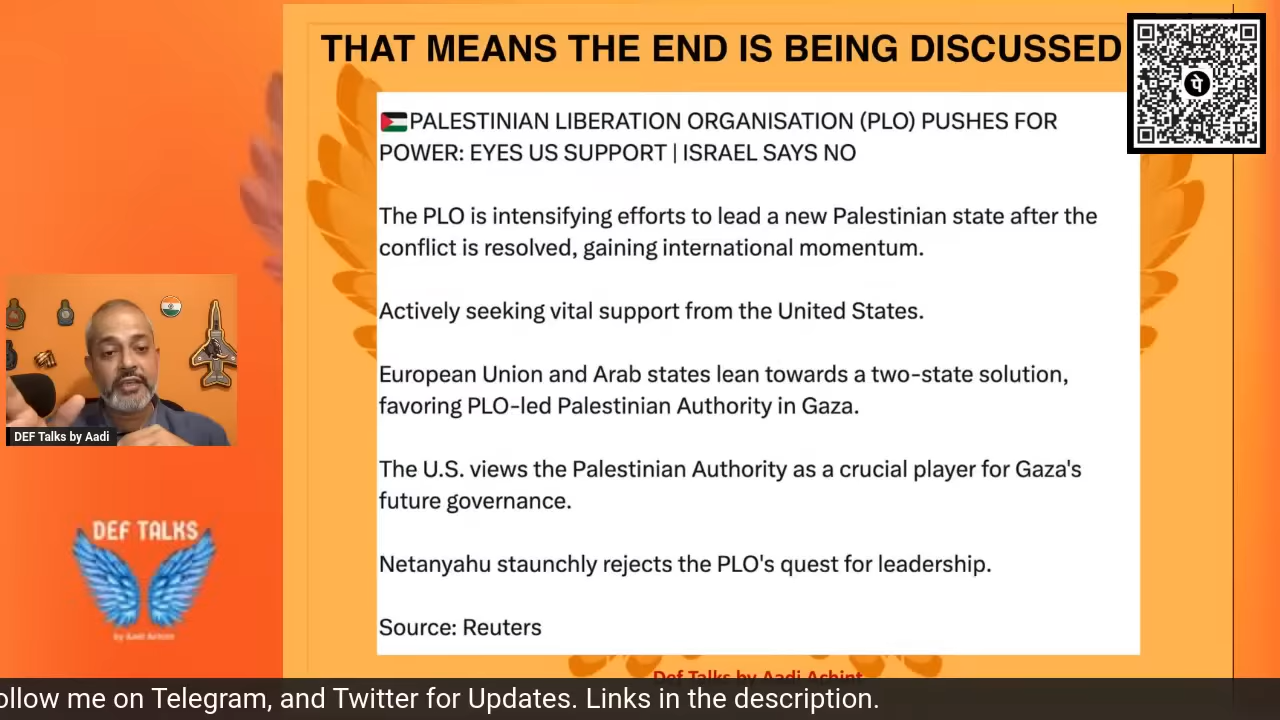 THAT MEANS THE END IS BEING DISCUSSED
🇵🇸PALESTINIAN LIBERATION ORGANISATION (PLO) PUSHES FOR
POWER: EYES US SUPPORT | ISRAEL SAYS NO
The PLO is intensifying efforts to lead a new Palestinian state after the
conflict is resolved, gaining international momentum.
Actively seeking vital support from the United States.
European Union and Arab states lean towards a two-state solution,
favoring PLO-led Palestinian Authority in Gaza.
The U.S. views the Palestinian Authority as a crucial player for Gaza's
future governance.
Netanyahu staunchly rejects the PLO's quest for leadership.
Source: Reuters
पे
DEF Talks by Aadi
DEF TALKS
by Aadi Achint
Def Talks by Aadi Achint
ollow me on Telegram, and Twitter for Updates. Links in the description.